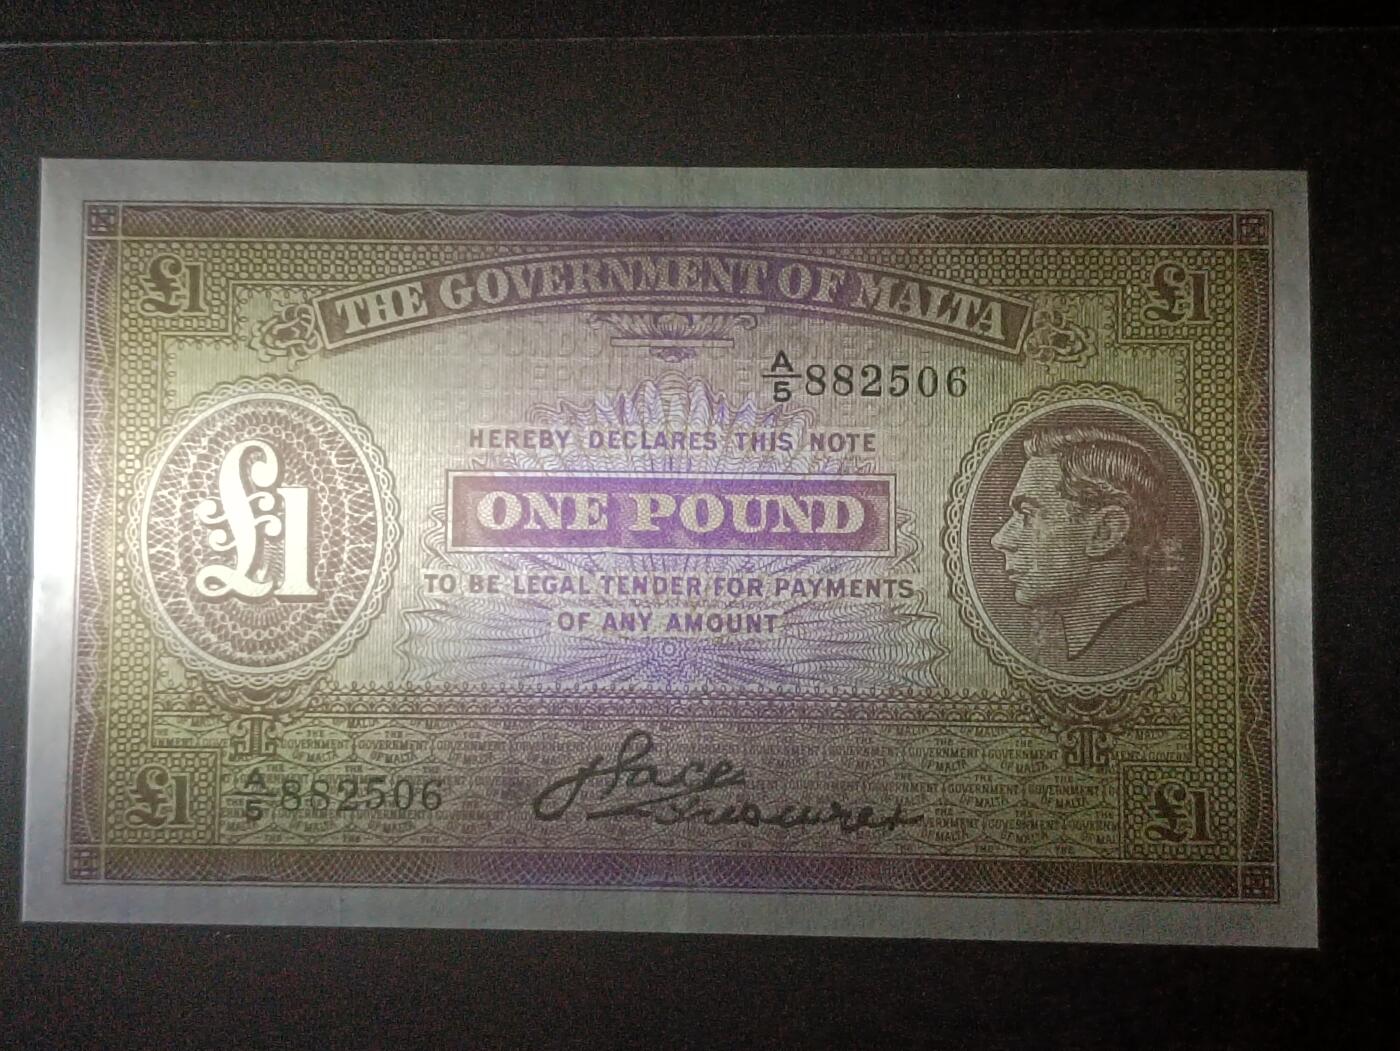 £1
£1
THE GOVERNMENT OF MALTA
A/5 882506
HEREBY DECLARES THIS NOTE
£1
ONE POUND
TO BE LEGAL TENDER FOR PAYMENTS
OF ANY AMOUNT
A/5 882506
J Pace
Treasurer
£1
£1